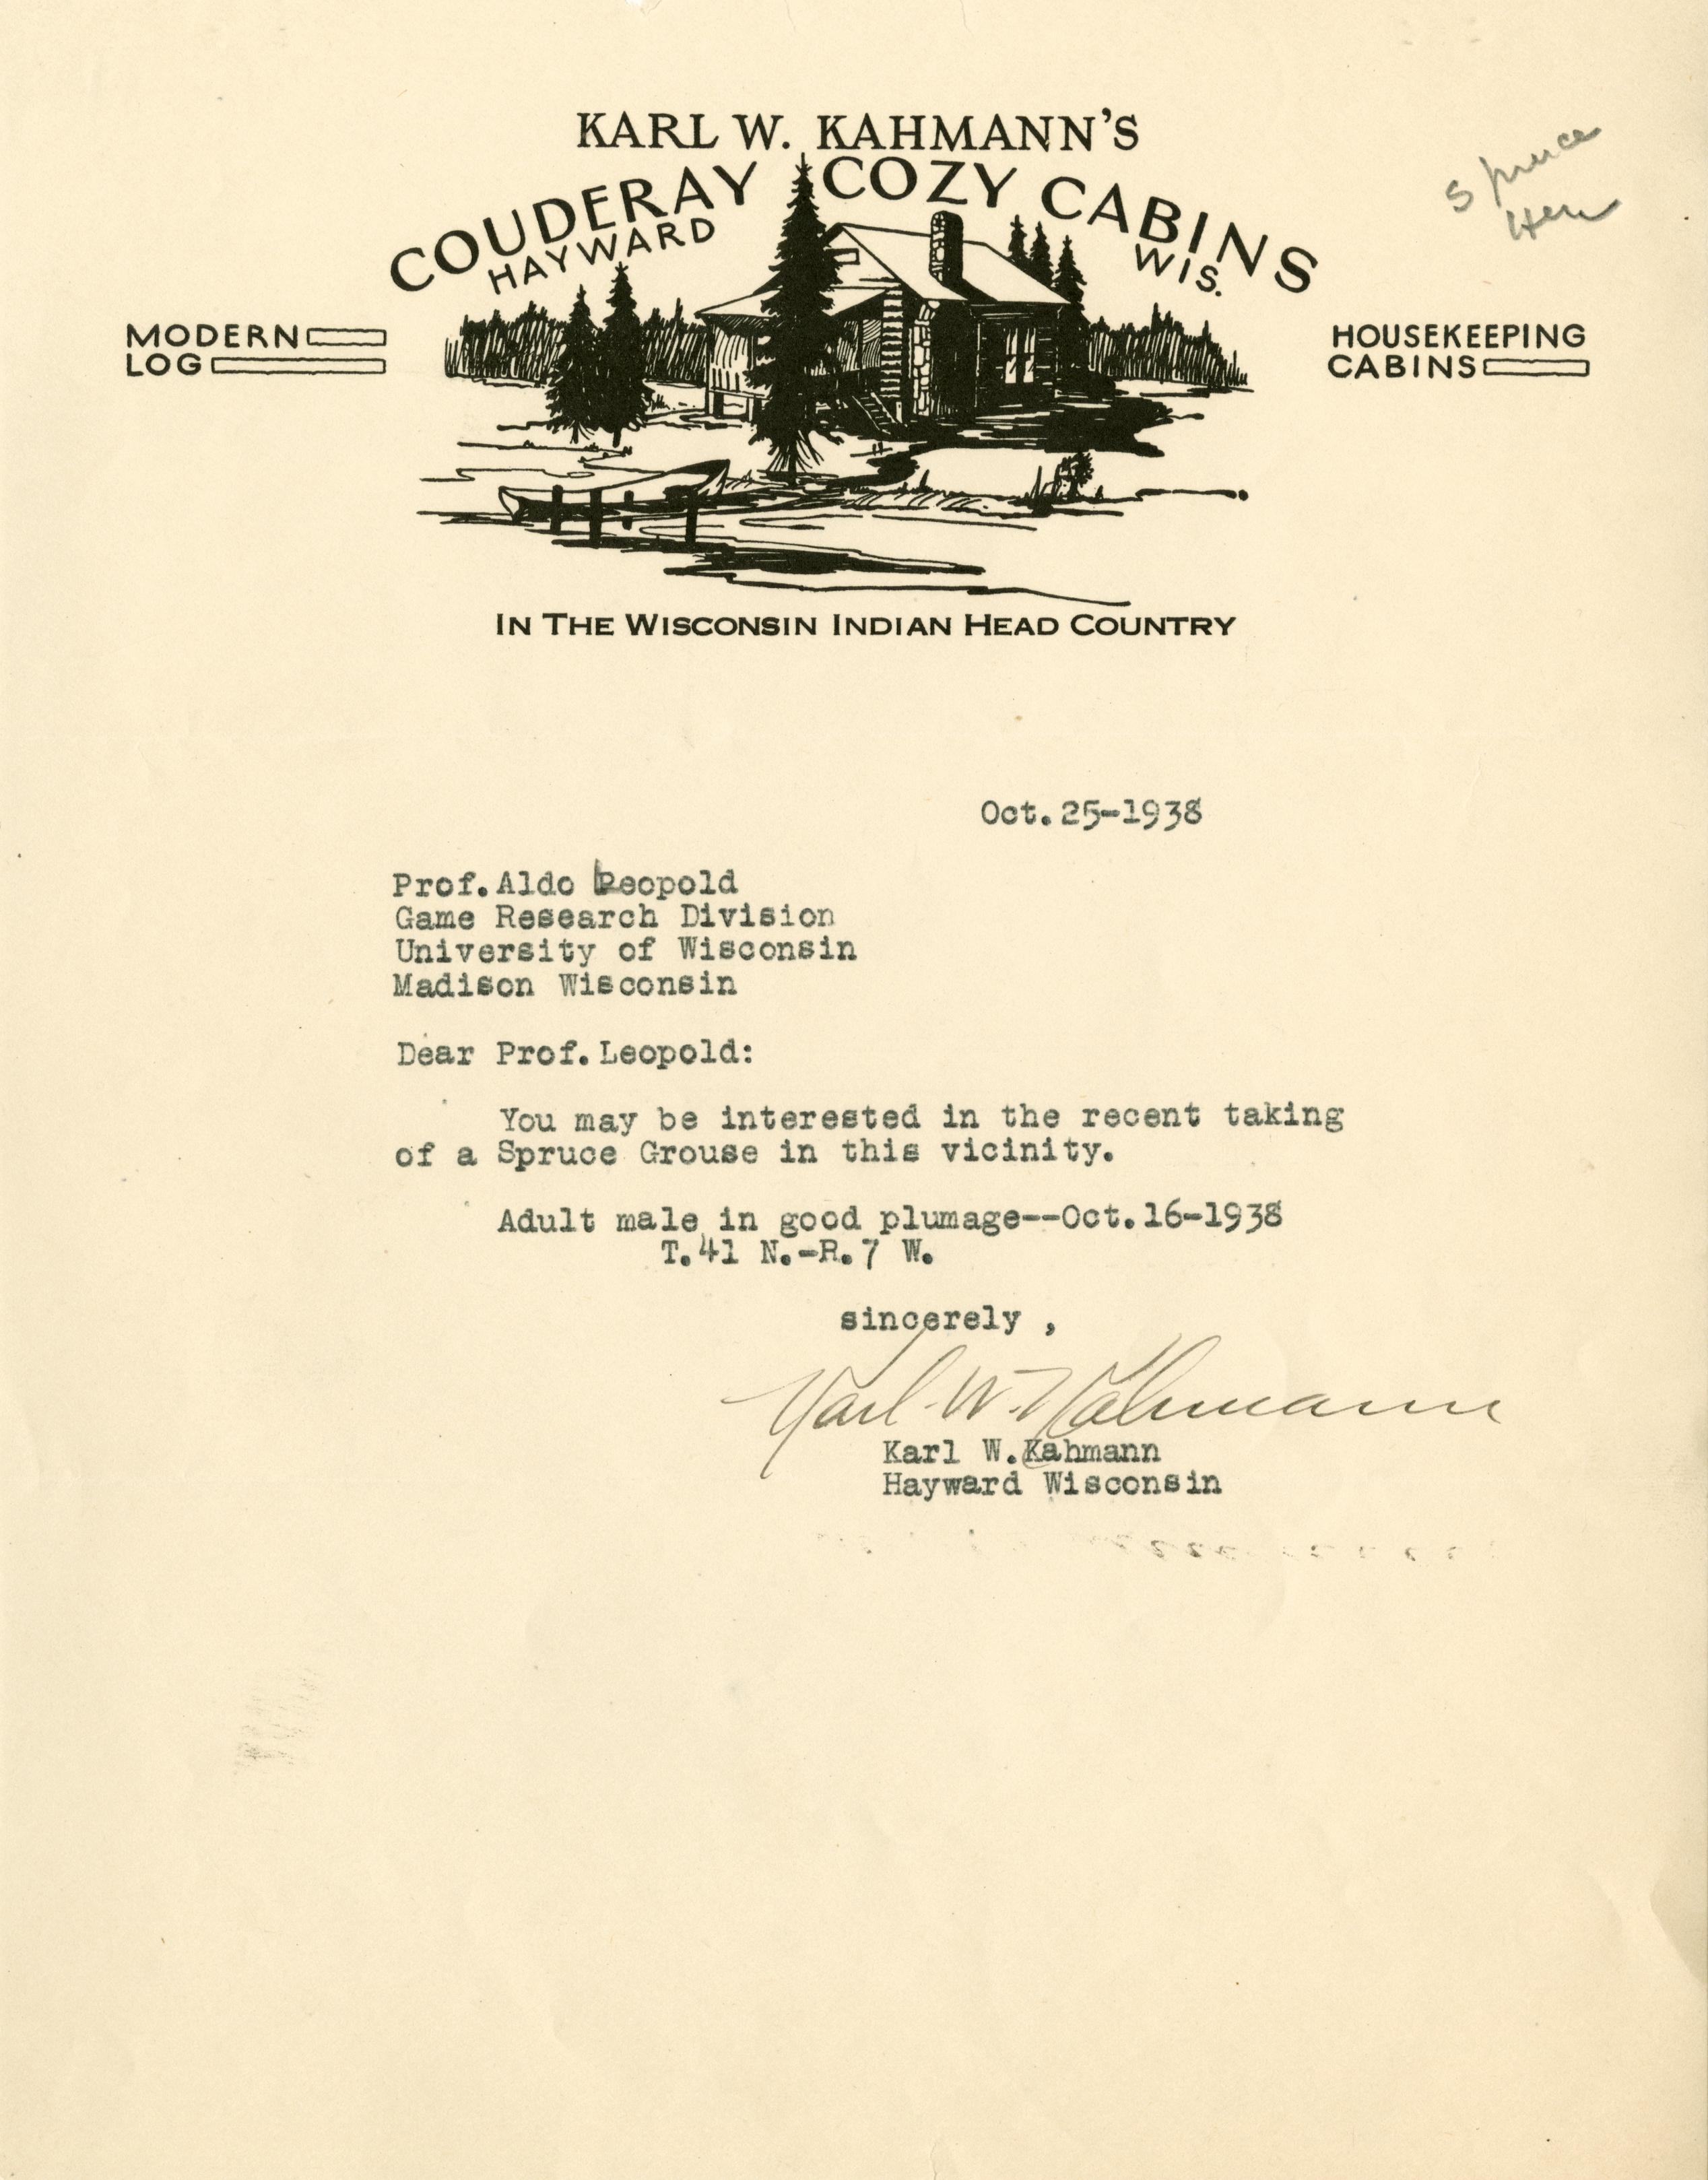 KARL W. KAHMANN'S
COUDERAY COZY CABINS
HAYWARD WIS.
Spruce
Hen
MODERN
LOG
HOUSEKEEPING
CABINS
IN THE WISCONSIN INDIAN HEAD COUNTRY
Oct.25-1938
Prof.Aldo Leopold
Game Research Division
University of Wisconsin
Madison Wisconsin
Dear Prof.Leopold:
You may be interested in the recent taking
of a Spruce Grouse in this vicinity.
Adult male in good plumage--Oct.16-1938
T.41 N.-R.7 W.
sincerely ,
Karl W. Kahmann
Karl W.Kahmann
Hayward Wisconsin